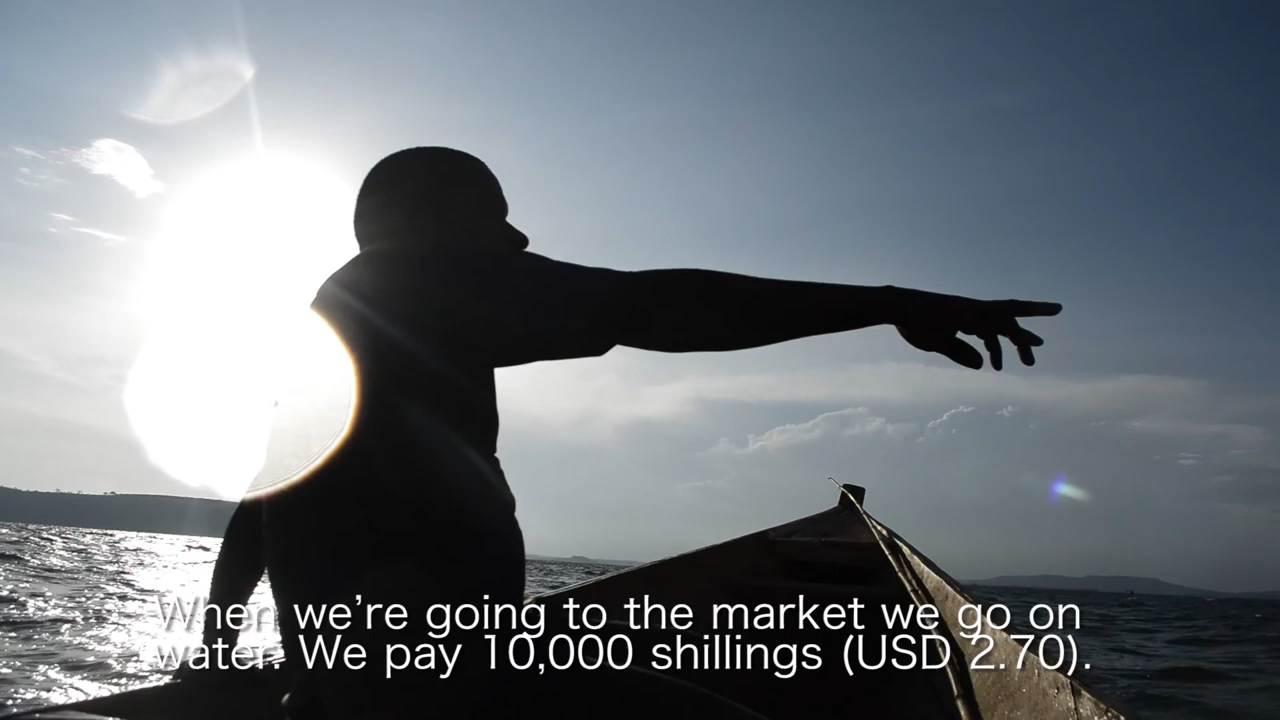 When we're going to the market we go on
water. We pay 10,000 shillings (USD 2.70).